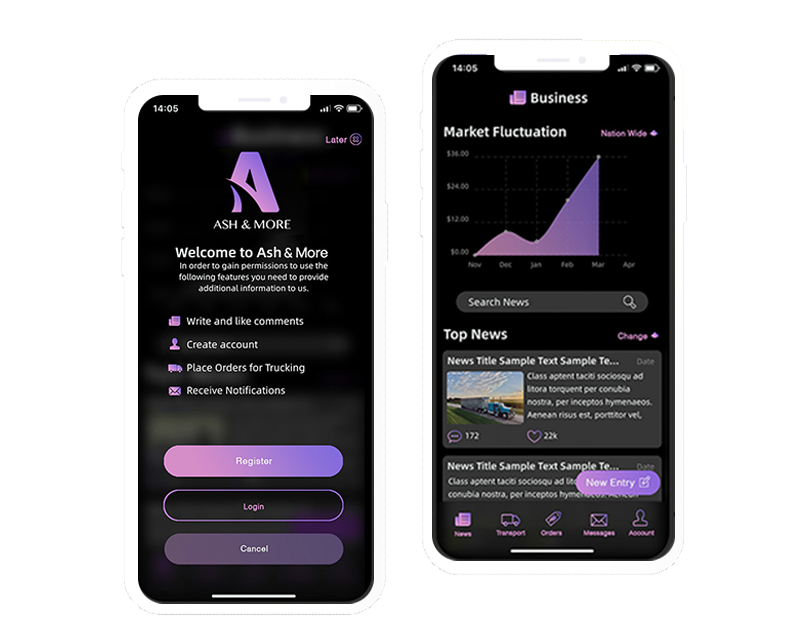 14:05
Later
ASH & MORE
Welcome to Ash & More
In order to gain permissions to use the
following features you need to provide
additional information to us.
Write and like comments
Create account
Place Orders for Trucking
Receive Notifications
Register
Login
Cancel
14:05
Business
Market Fluctuation
Nation Wide
$36.00
$24.00
$12.00
$0.00
Nov Dec Jan Feb Mar Apr
Search News
Top News
Change
News Title Sample Text Sample Te...
Date
Class aptent taciti sociosqu ad
litora torquent per conubia
nostra, per inceptos hymenaeos.
Aenean risus est, porttitor vel,
172
22k
News Title Sample Text Sample Te...
Date
Class aptent taciti sociosqu ad litora
conubia nostra, per inceptos
New Entry
News Transport Orders Messages Account